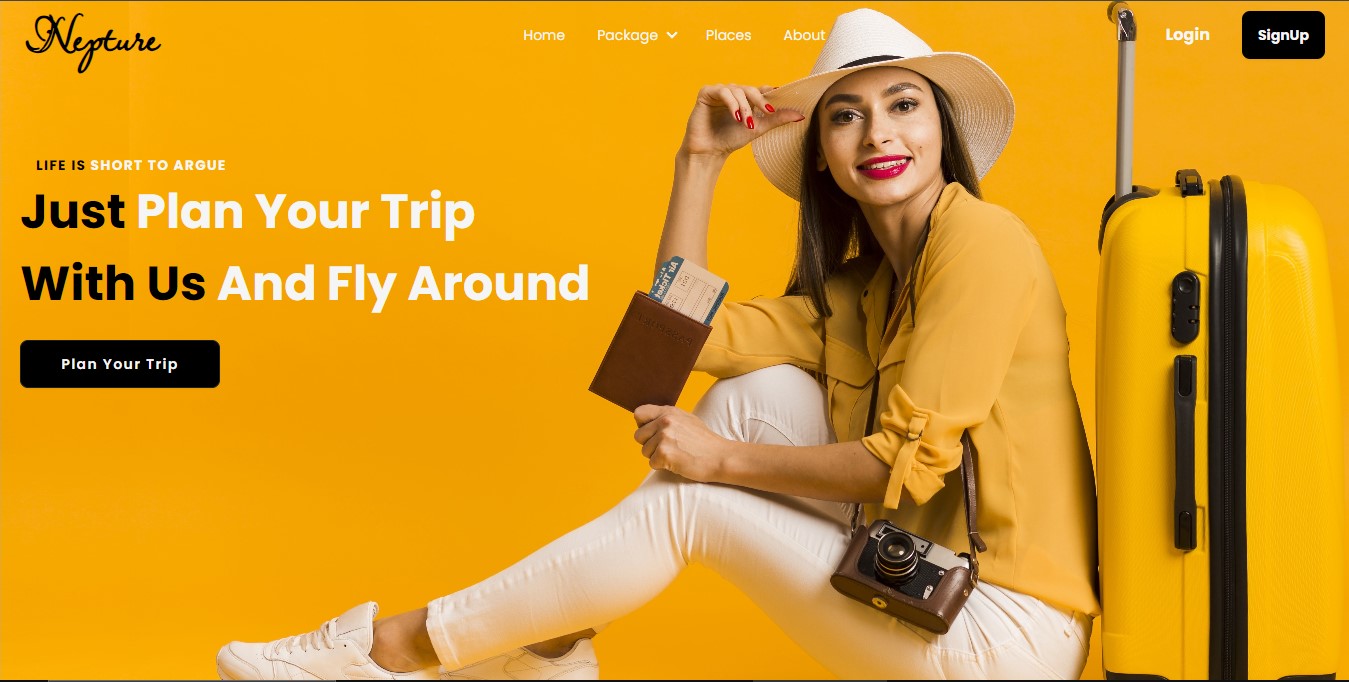 Nepture
Home Package Places About Login SignUp
LIFE IS SHORT TO ARGUE
Just Plan Your Trip
With Us And Fly Around
Plan Your Trip